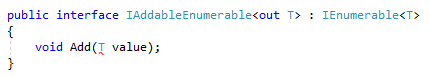 public interface IAddableEnumerable<out T> : IEnumerable<T>
{
void Add(T value);
}